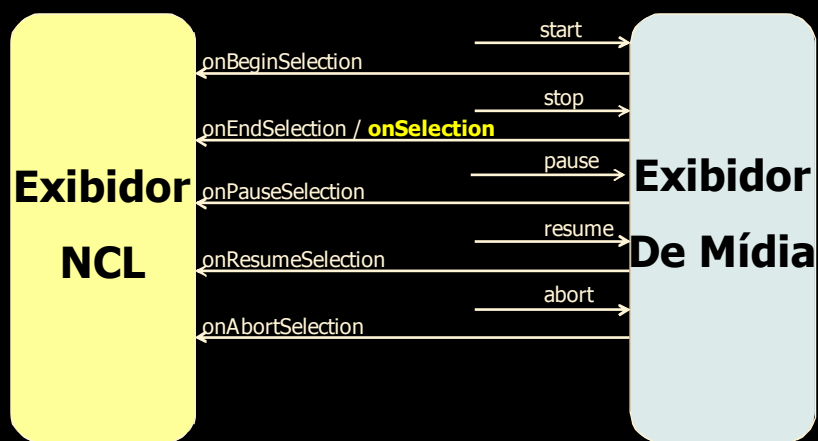 start
onBeginSelection
stop
onEndSelection / onSelection
pause
onPauseSelection
resume
onResumeSelection
abort
onAbortSelection
Exibidor
NCL
Exibidor
De Mídia